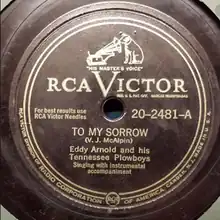 "HIS MASTER'S VOICE"
RCA VICTOR
For best results use
RCA Victor Needles
20-2481-A
TO MY SORROW
(V. J. McAlpin)
Eddy Arnold and his
Tennessee Plowboys
Singing with instrumental
accompaniment
RCA